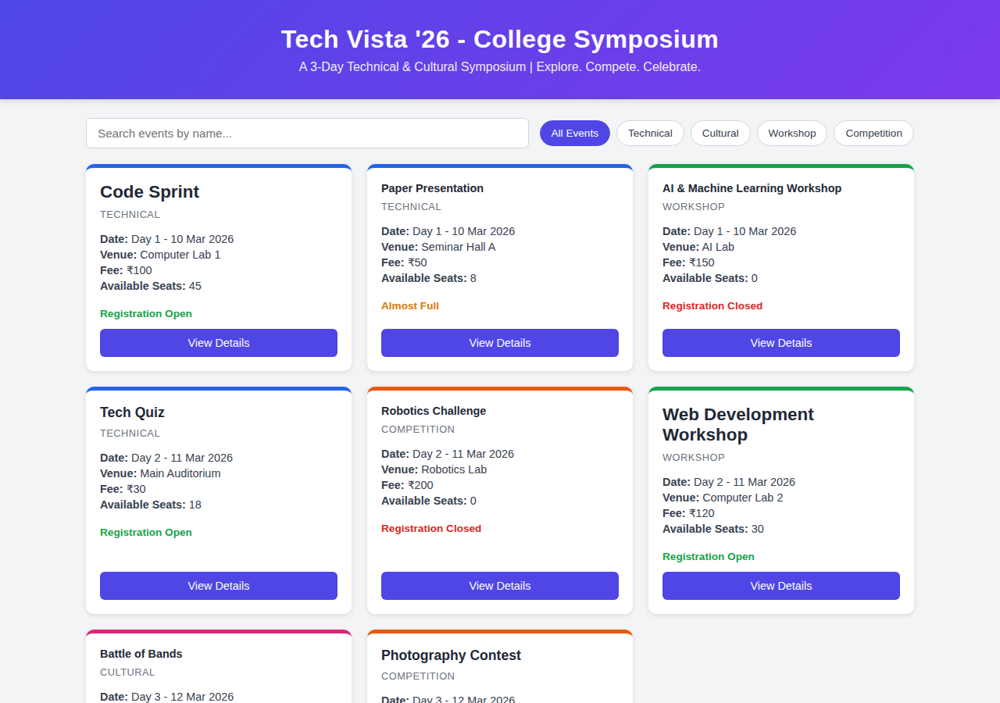 Tech Vista '26 - College Symposium
A 3-Day Technical & Cultural Symposium | Explore. Compete. Celebrate.
Search events by name...
All Events
Technical
Cultural
Workshop
Competition
Code Sprint
TECHNICAL
Date: Day 1 - 10 Mar 2026
Venue: Computer Lab 1
Fee: ₹100
Available Seats: 45
Registration Open
View Details
Paper Presentation
TECHNICAL
Date: Day 1 - 10 Mar 2026
Venue: Seminar Hall A
Fee: ₹50
Available Seats: 8
Almost Full
View Details
AI & Machine Learning Workshop
WORKSHOP
Date: Day 1 - 10 Mar 2026
Venue: AI Lab
Fee: ₹150
Available Seats: 0
Registration Closed
View Details
Tech Quiz
TECHNICAL
Date: Day 2 - 11 Mar 2026
Venue: Main Auditorium
Fee: ₹30
Available Seats: 18
Registration Open
View Details
Robotics Challenge
COMPETITION
Date: Day 2 - 11 Mar 2026
Venue: Robotics Lab
Fee: ₹200
Available Seats: 0
Registration Closed
View Details
Web Development
Workshop
WORKSHOP
Date: Day 2 - 11 Mar 2026
Venue: Computer Lab 2
Fee: ₹120
Available Seats: 30
Registration Open
View Details
Battle of Bands
CULTURAL
Date: Day 3 - 12 Mar 2026
Photography Contest
COMPETITION
Date: Day 3 - 12 Mar 2026